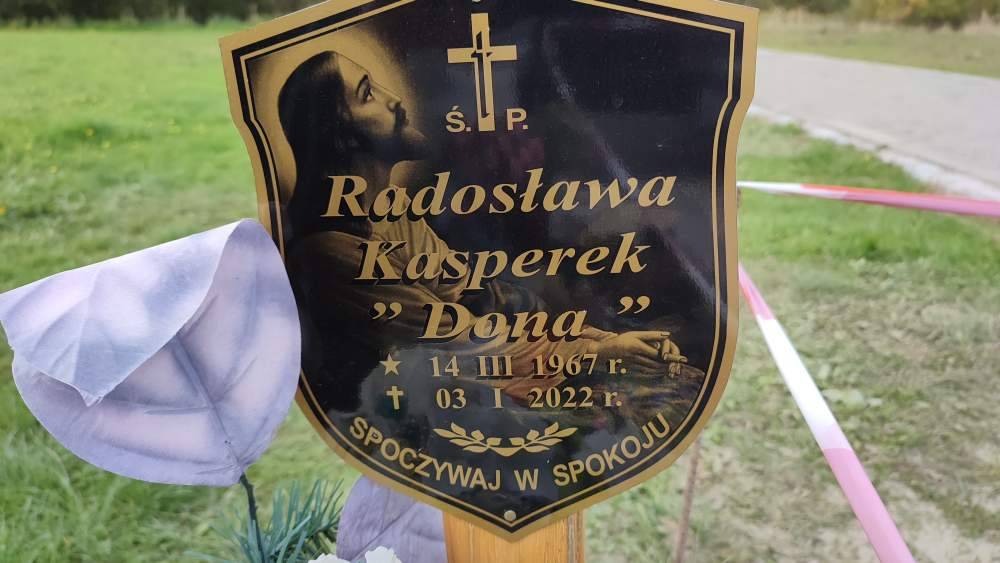 Ś. P.
Radosława
Kasperek
” Dona ”
★ 14 III 1967 r.
✝ 03 I 2022 r.
SPOCZYWAJ W SPOKOJU